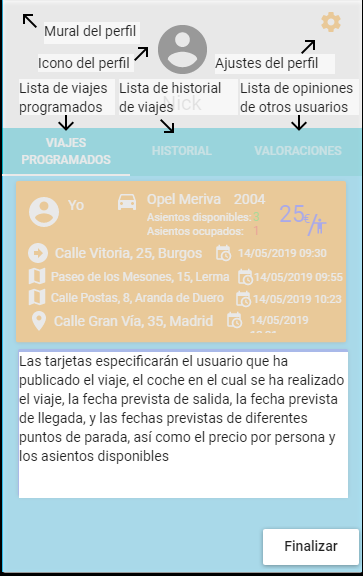 Mural del perfil
Icono del perfil
Ajustes del perfil
Lista de viajes programados
Lista de historial de viajes
Lista de opiniones de otros usuarios
Nick
VIAJES PROGRAMADOS
HISTORIAL
VALORACIONES
Yo
Opel Meriva 2004
Asientos disponibles: 3
Asientos ocupados: 1
25€/
Calle Vitoria, 25, Burgos 14/05/2019 09:30
Paseo de los Mesones, 15, Lerma 14/05/2019 09:55
Calle Postas, 8, Aranda de Duero 14/05/2019 10:23
Calle Gran Vía, 35, Madrid 14/05/2019
Las tarjetas especificarán el usuario que ha
publicado el viaje, el coche en el cual se ha realizado
el viaje, la fecha prevista de salida, la fecha prevista
de llegada, y las fechas previstas de diferentes
puntos de parada, así como el precio por persona y
los asientos disponibles
Finalizar